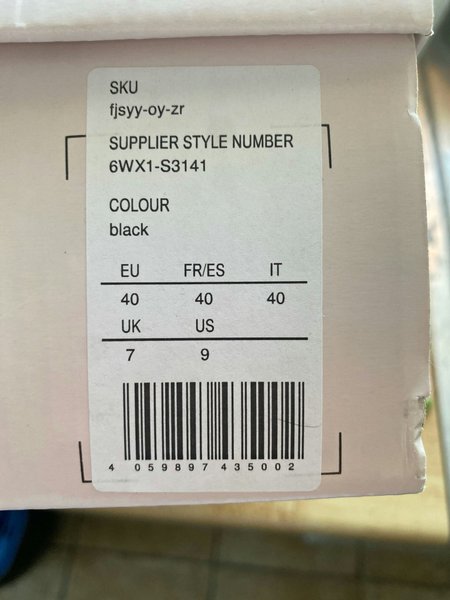 SKU
fjsyy-oy-zr
SUPPLIER STYLE NUMBER
6WX1-S3141
COLOUR
black
EU FR/ES IT
40 40 40
UK US
7 9
4 059897 435002